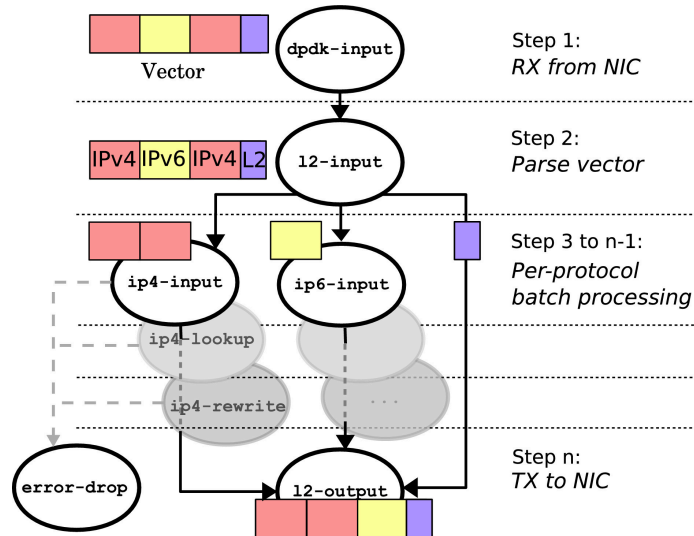 dpdk-input
Vector
Step 1:
RX from NIC
IPv4 IPv6 IPv4 L2
l2-input
Step 2:
Parse vector
ip4-input
ip6-input
Step 3 to n-1:
Per-protocol
batch processing
ip4-lookup
ip4-rewrite
...
error-drop
l2-output
Step n:
TX to NIC